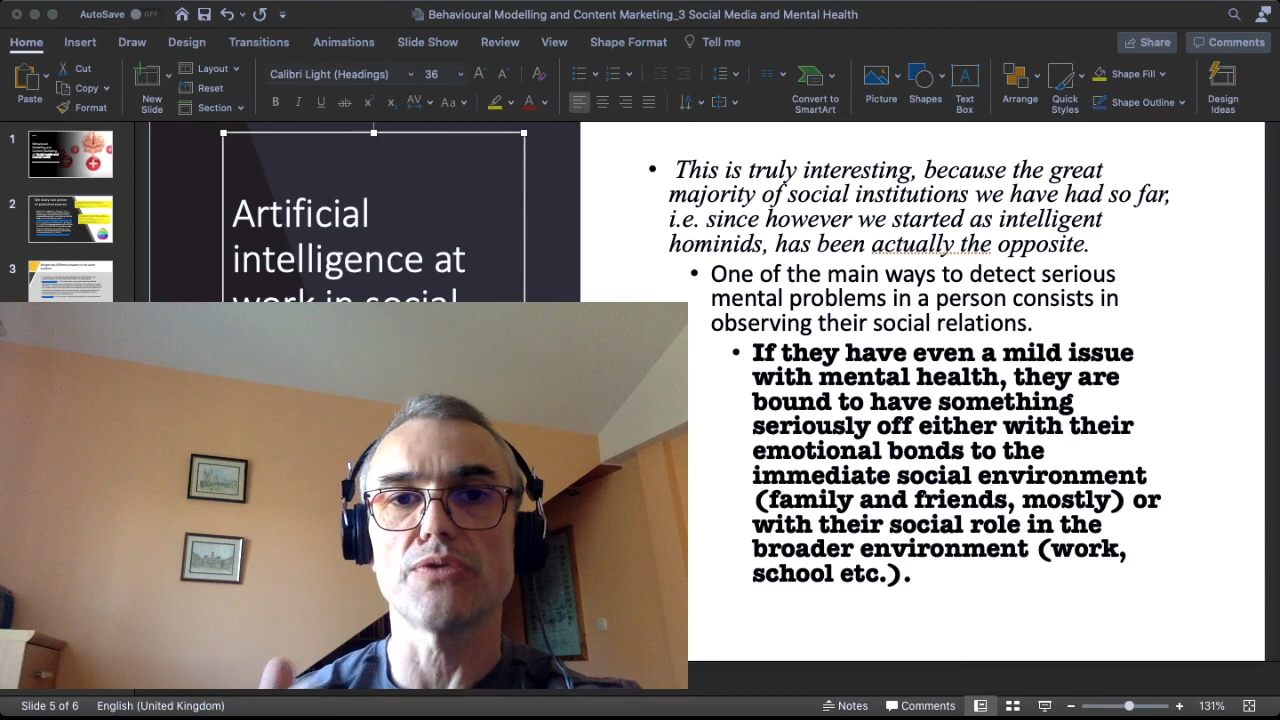 AutoSave OFF
Behavioural Modelling and Content Marketing_3 Social Media and Mental Health
Home Insert Draw Design Transitions Animations Slide Show Review View Shape Format Tell me Share Comments
Paste
Cut
Copy
Format
New
Slide
Layout
Reset
Section
Calibri Light (Headings) 36
Convert to
SmartArt
Picture
Shapes
Text
Box
Arrange
Quick
Styles
Shape Fill
Shape Outline
Design
Ideas
1
2
3
Artificial
intelligence at
work in social
This is truly interesting, because the great
majority of social institutions we have had so far,
i.e. since however we started as intelligent
hominids, has been actually the opposite.
One of the main ways to detect serious
mental problems in a person consists in
observing their social relations.
If they have even a mild issue
with mental health, they are
bound to have something
seriously off either with their
emotional bonds to the
immediate social environment
(family and friends, mostly) or
with their social role in the
broader environment (work,
school etc.).
Slide 5 of 6 English (United Kingdom) Notes Comments 131%